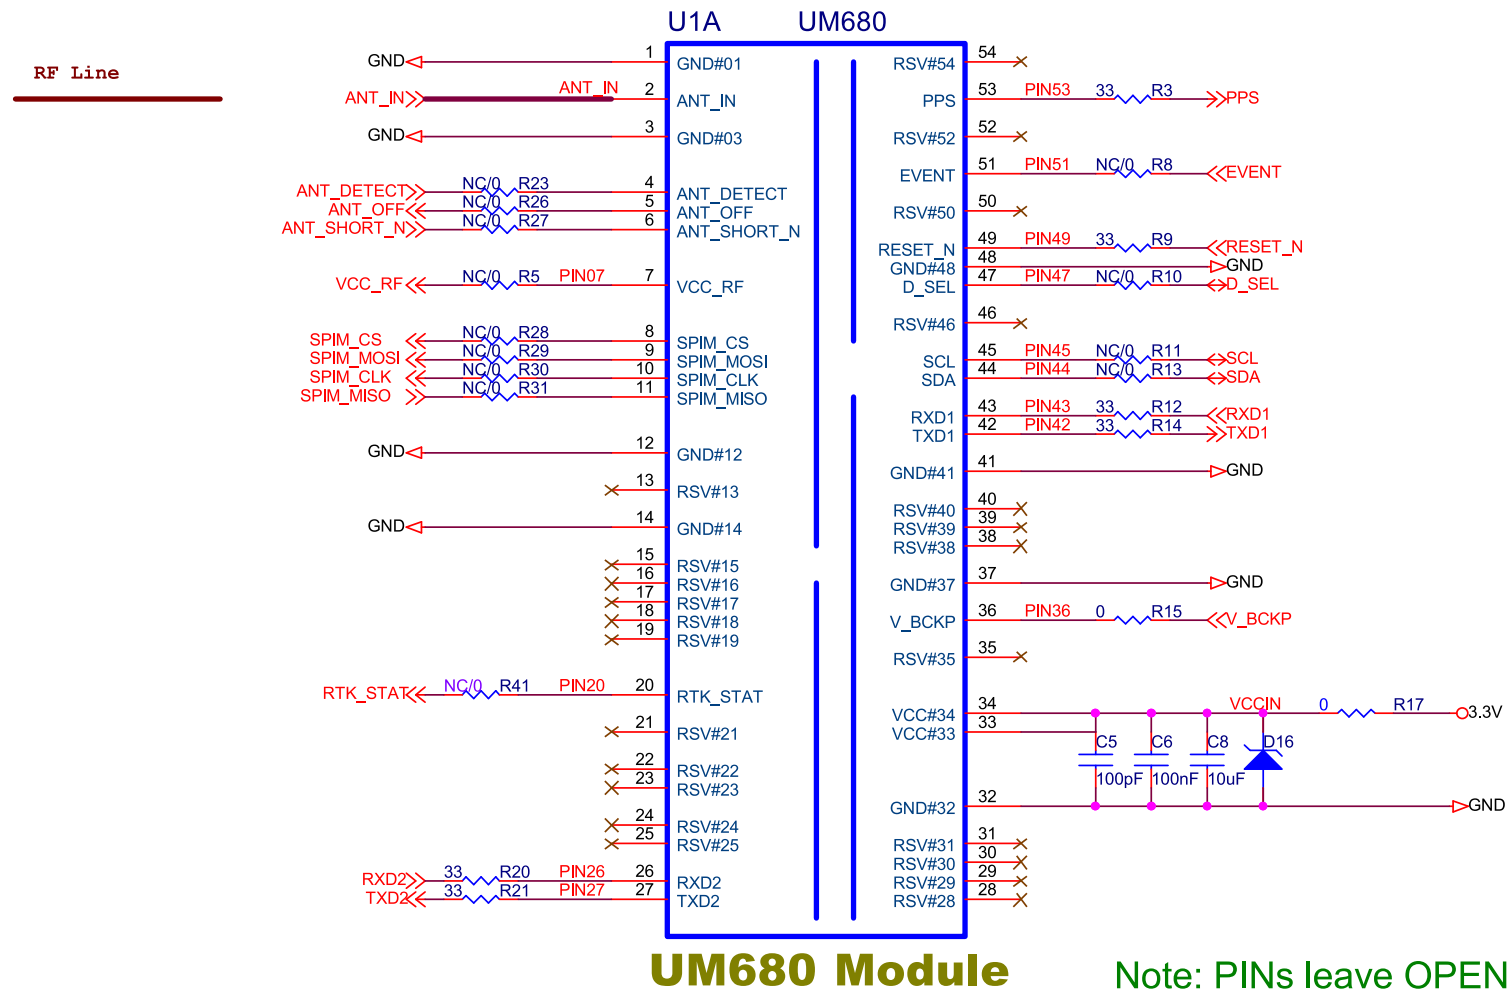 U1A UM680
RF Line
GND 1 GND#01
ANT_IN ANT_IN 2 ANT_IN
GND 3 GND#03
ANT_DETECT NC/0 R23 4 ANT_DETECT
ANT_OFF NC/0 R26 5 ANT_OFF
ANT_SHORT_N NC/0 R27 6 ANT_SHORT_N
VCC_RF NC/0 R5 PIN07 7 VCC_RF
SPIM_CS NC/0 R28 8 SPIM_CS
SPIM_MOSI NC/0 R29 9 SPIM_MOSI
SPIM_CLK NC/0 R30 10 SPIM_CLK
SPIM_MISO NC/0 R31 11 SPIM_MISO
GND 12 GND#12
13 RSV#13
GND 14 GND#14
15 RSV#15
16 RSV#16
17 RSV#17
18 RSV#18
19 RSV#19
RTK_STAT NC/0 R41 PIN20 20 RTK_STAT
21 RSV#21
22 RSV#22
23 RSV#23
24 RSV#24
25 RSV#25
RXD2 33 R20 PIN26 26 RXD2
TXD2 33 R21 PIN27 27 TXD2
RSV#54 54
PPS 53 PIN53 33 R3 PPS
RSV#52 52
EVENT 51 PIN51 NC/0 R8 EVENT
RSV#50 50
RESET_N 49 PIN49 33 R9 RESET_N
GND#48 48 GND
D_SEL 47 PIN47 NC/0 R10 D_SEL
RSV#46 46
SCL 45 PIN45 NC/0 R11 SCL
SDA 44 PIN44 NC/0 R13 SDA
RXD1 43 PIN43 33 R12 RXD1
TXD1 42 PIN42 33 R14 TXD1
GND#41 41 GND
RSV#40 40
RSV#39 39
RSV#38 38
GND#37 37 GND
V_BCKP 36 PIN36 0 R15 V_BCKP
RSV#35 35
VCC#34 34 VCCIN 0 R17 3.3V
VCC#33 33
C5 C6 C8 D16
100pF 100nF 10uF
GND#32 32 GND
RSV#31 31
RSV#30 30
RSV#29 29
RSV#28 28
UM680 Module
Note: PINs leave OPEN